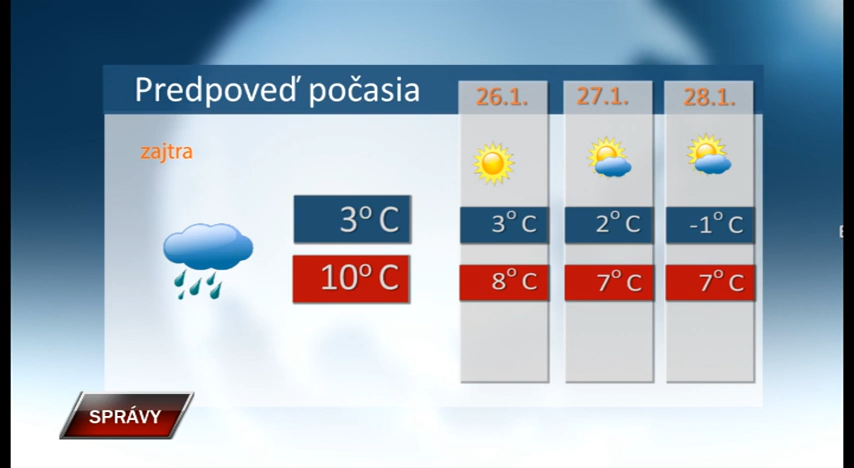 Predpoveď počasia
zajtra
3° C
10° C
26.1.
3° C
8° C
27.1.
2° C
7° C
28.1.
-1° C
7° C
SPRÁVY